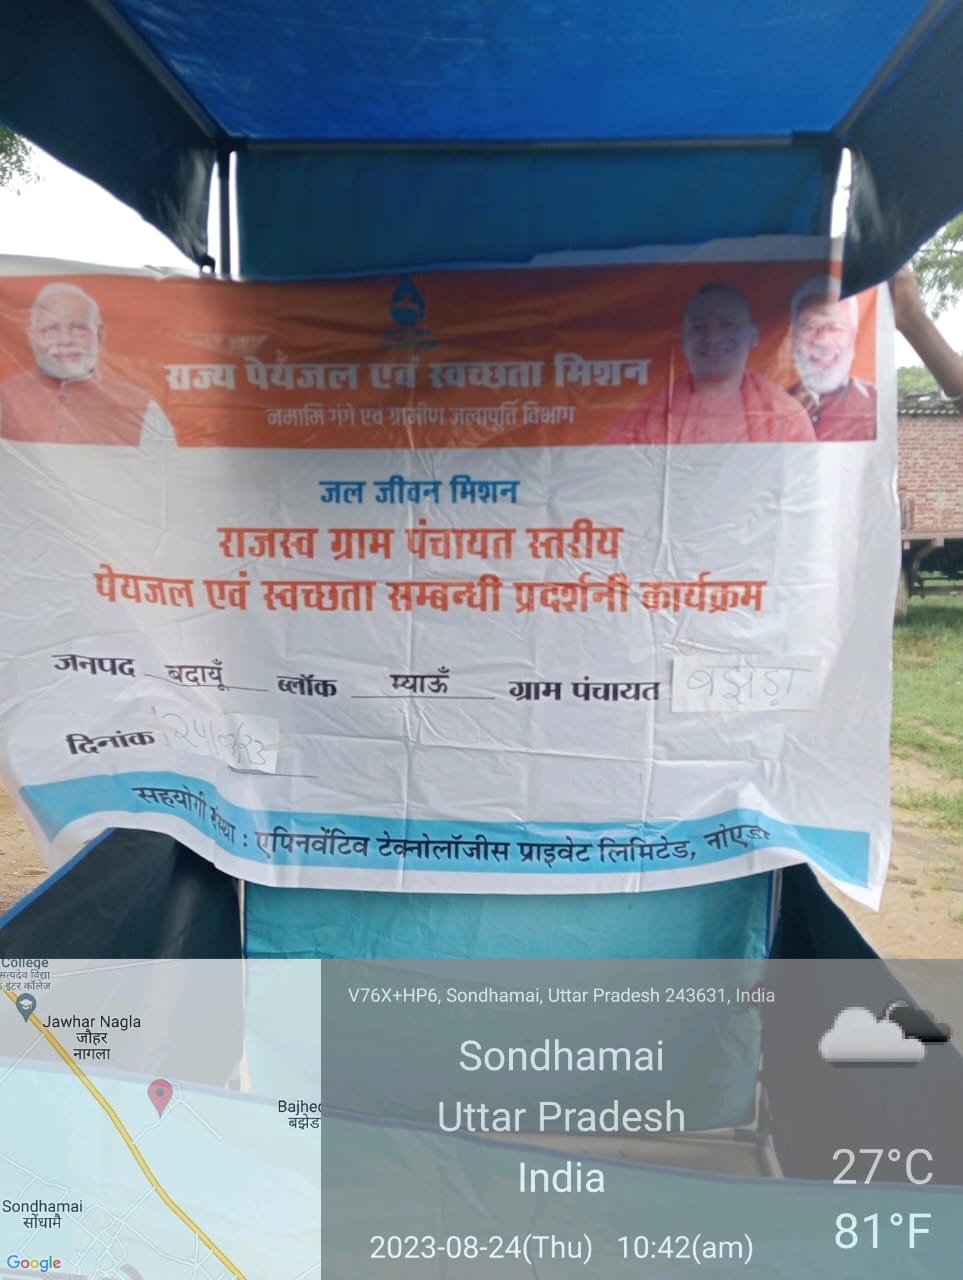 राज्य पेयजल एवं स्वच्छता मिशन
नमामि गंगे एवं ग्रामीण जलापूर्ति विभाग
जल जीवन मिशन
राजस्व ग्राम पंचायत स्तरीय
पेयजल एवं स्वच्छता सम्बन्धी प्रदर्शनी कार्यक्रम
जनपद बदायूँ ब्लॉक म्याऊँ ग्राम पंचायत बझेड़ा
दिनांक
सहयोगी संस्था : एपिनवेंटिव टेक्नोलॉजीस प्राइवेट लिमिटेड, नोएडा
College
सत्यदेव विद्या
इंटर कॉलेज
Jawhar Nagla
जौहर
नागला
Bajhed
बझेड
Sondhamai
सोंधामै
Google
V76X+HP6, Sondhamai, Uttar Pradesh 243631, India
Sondhamai
Uttar Pradesh
India
27°C
81°F
2023-08-24(Thu) 10:42(am)